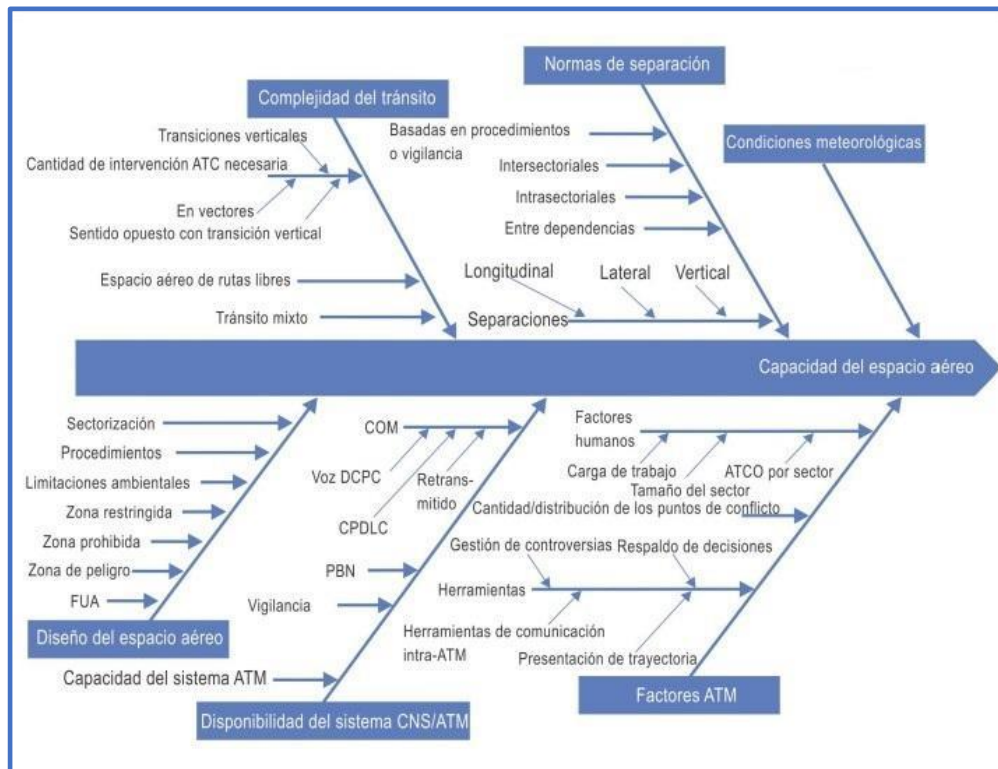 Normas de separación
Complejidad del tránsito
Transiciones verticales
Cantidad de intervención ATC necesaria
En vectores
Sentido opuesto con transición vertical
Espacio aéreo de rutas libres
Tránsito mixto
Basadas en procedimientos
o vigilancia
Intersectoriales
Intrasectoriales
Entre dependencias
Longitudinal
Lateral
Vertical
Separaciones
Condiciones meteorológicas
Capacidad del espacio aéreo
Sectorización
Procedimientos
Limitaciones ambientales
Zona restringida
Zona prohibida
Zona de peligro
FUA
Diseño del espacio aéreo
COM
Voz DCPC
CPDLC
Retrans-
mitido
PBN
Vigilancia
Capacidad del sistema ATM
Disponibilidad del sistema CNS/ATM
Factores
humanos
Carga de trabajo
Tamaño del sector
ATCO por sector
Cantidad/distribución de los puntos de conflicto
Gestión de controversias
Respaldo de decisiones
Herramientas
Herramientas de comunicación
intra-ATM
Presentación de trayectoria
Factores ATM